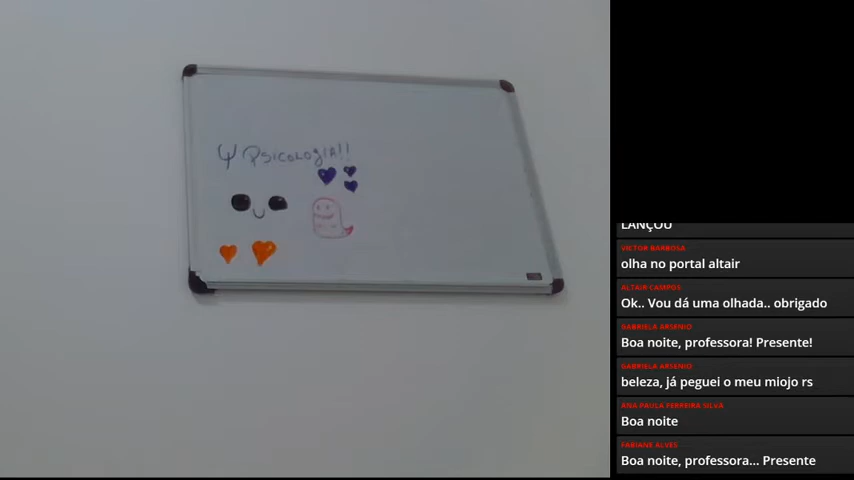 Ψ Psicologia!!
LANÇOU
VICTOR BARBOSA
olha no portal altair
ALTAIR CAMPOS
Ok.. Vou dá uma olhada.. obrigado
GABRIELA ARSENIO
Boa noite, professora! Presente!
GABRIELA ARSENIO
beleza, já peguei o meu miojo rs
ANA PAULA FERREIRA SILVA
Boa noite
FABIANE ALVES
Boa noite, professora... Presente